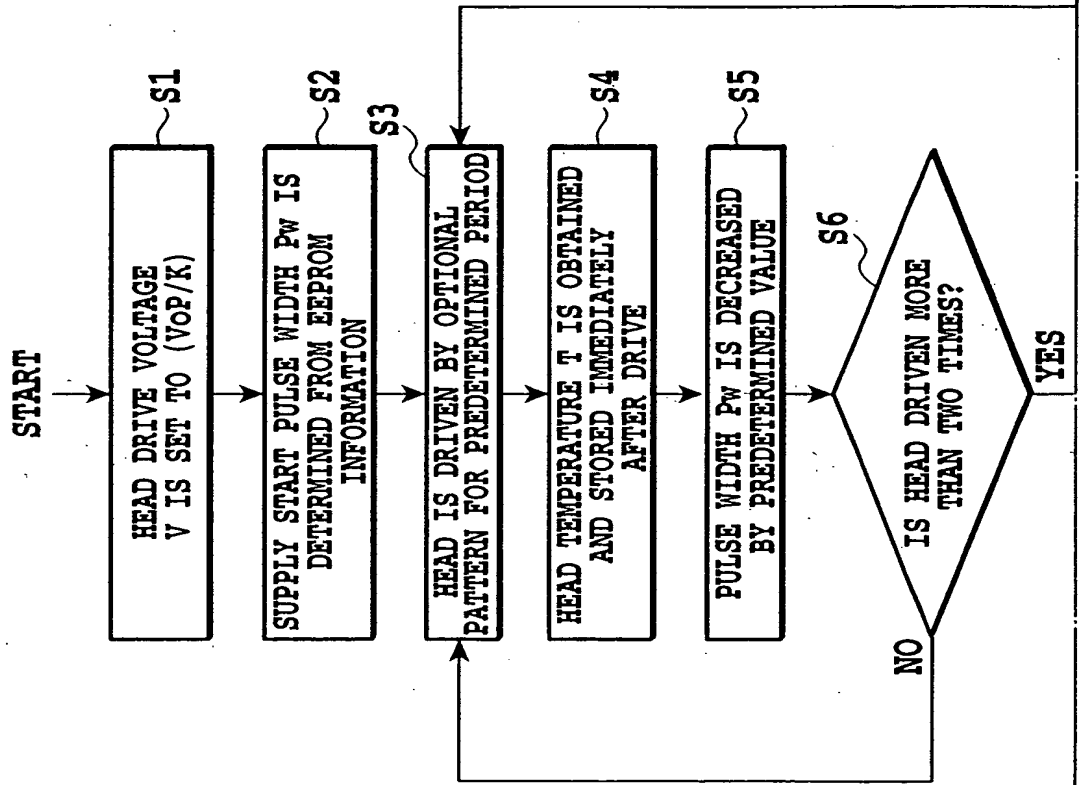 START
HEAD DRIVE VOLTAGE
V IS SET TO (VOP/K)
S1
SUPPLY START PULSE WIDTH PW IS
DETERMINED FROM EEPROM
INFORMATION
S2
S3
HEAD IS DRIVEN BY OPTIONAL
PATTERN FOR PREDETERMINED PERIOD
HEAD TEMPERATURE T IS OBTAINED
AND STORED IMMEDIATELY
AFTER DRIVE
S4
PULSE WIDTH PW IS DECREASED
BY PREDETERMINED VALUE
S5
S6
IS HEAD DRIVEN MORE
THAN TWO TIMES?
NO
YES